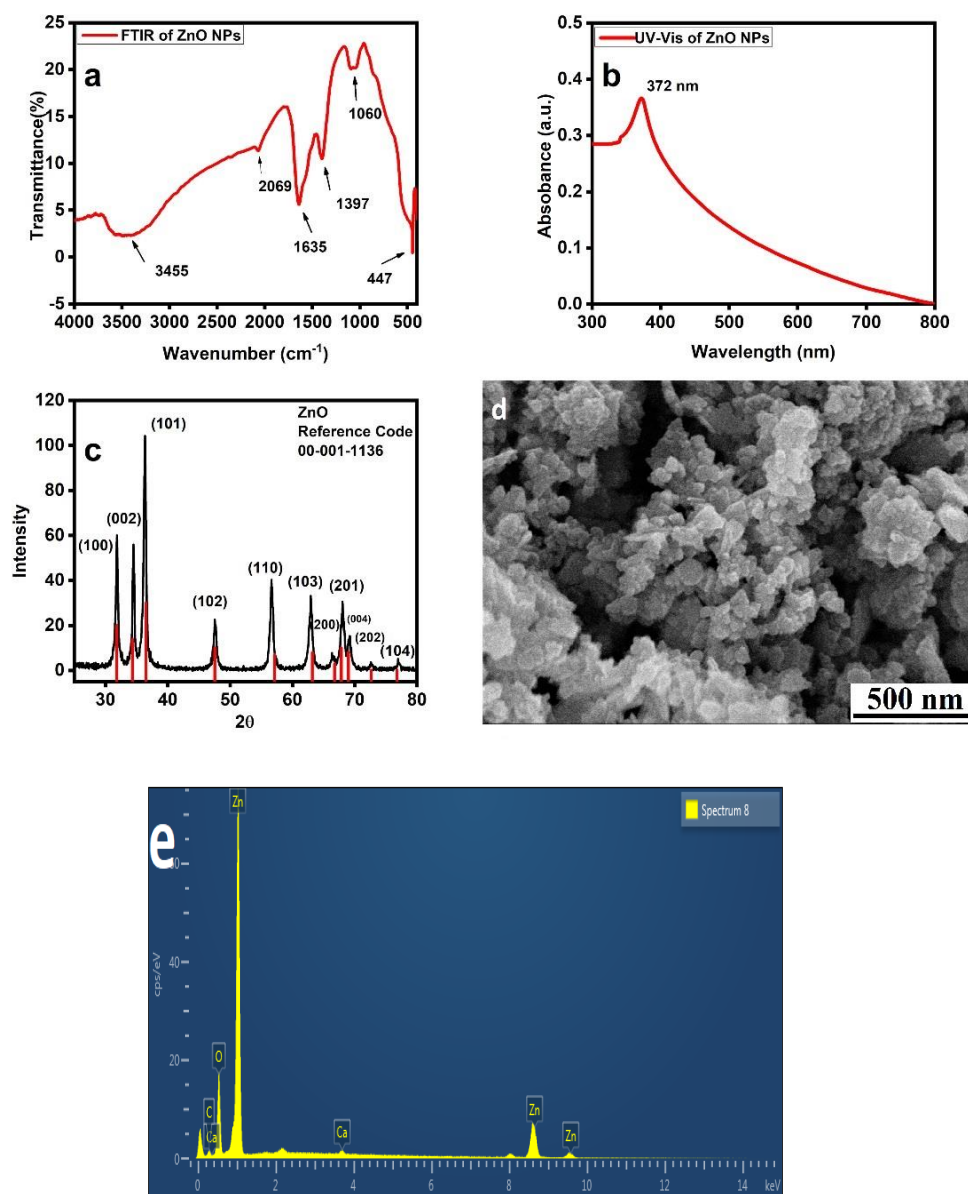 FTIR of ZnO NPs
a
Transmittance(%)
25
20
15
10
5
0
-5
3455
2069
1635
1397
1060
447
4000 3500 3000 2500 2000 1500 1000 500
Wavenumber (cm⁻¹)
UV-Vis of ZnO NPs
b
372 nm
Absobance (a.u.)
0.5
0.4
0.3
0.2
0.1
0.0
300 400 500 600 700 800
Wavelength (nm)
c
ZnO
Reference Code
00-001-1136
Intensity
120
100
80
60
40
20
0
(100)
(002)
(101)
(102)
(110)
(103)
200)
(201)
(004)
(202)
(104)
30 40 50 60 70 80
2θ
d
500 nm
e
Spectrum 8
cps/eV
40
20
0
Zn
O
C
Ca
Ca
Zn
Zn
0 2 4 6 8 10 12 14 keV